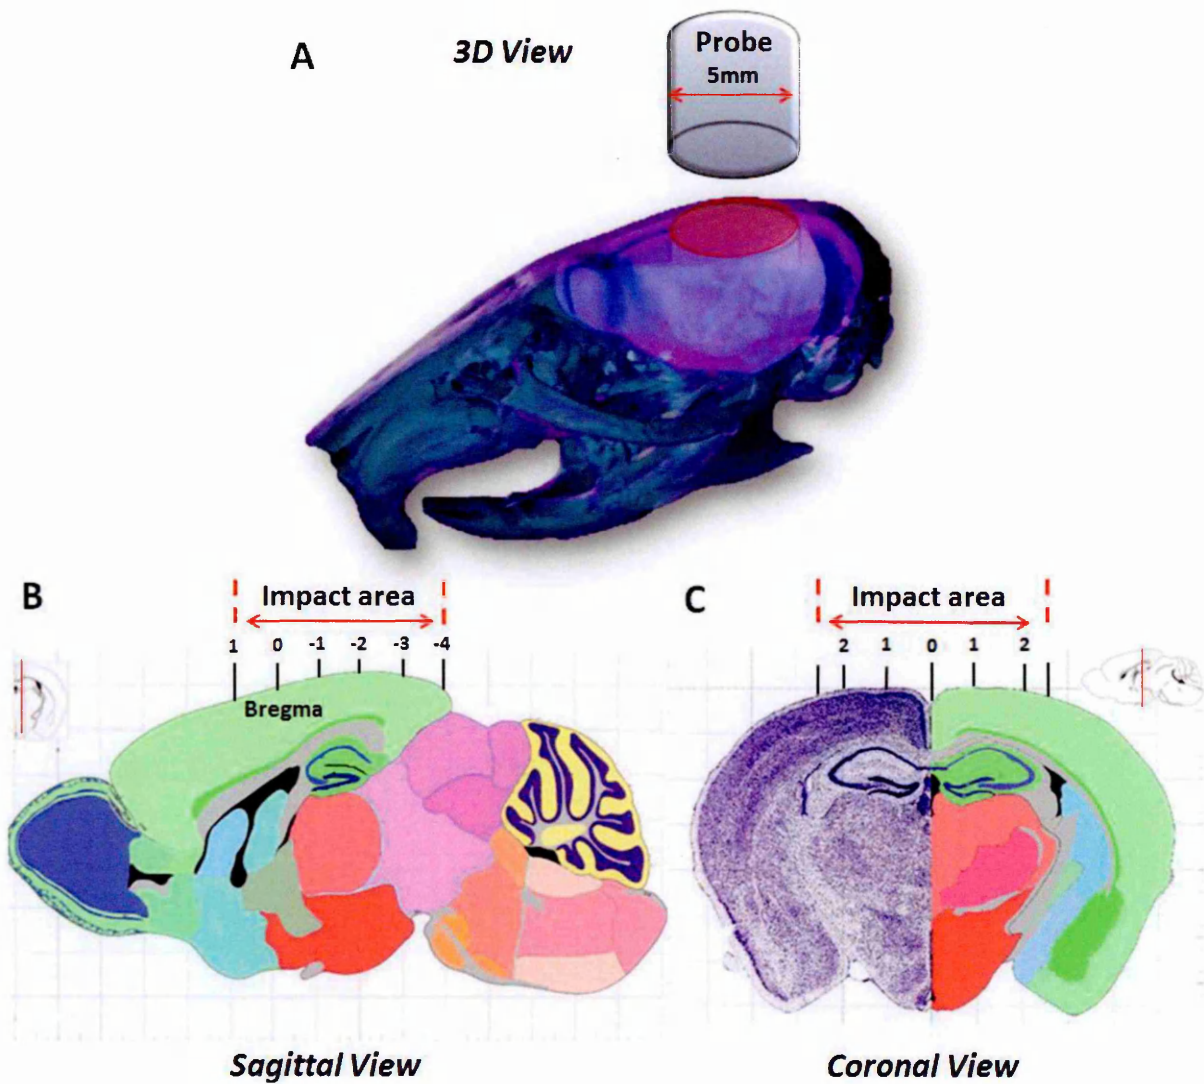 A
3D View
Probe
5mm
B
Impact area
1 0 -1 -2 -3 -4
Bregma
Sagittal View
C
Impact area
2 1 0 1 2
Coronal View